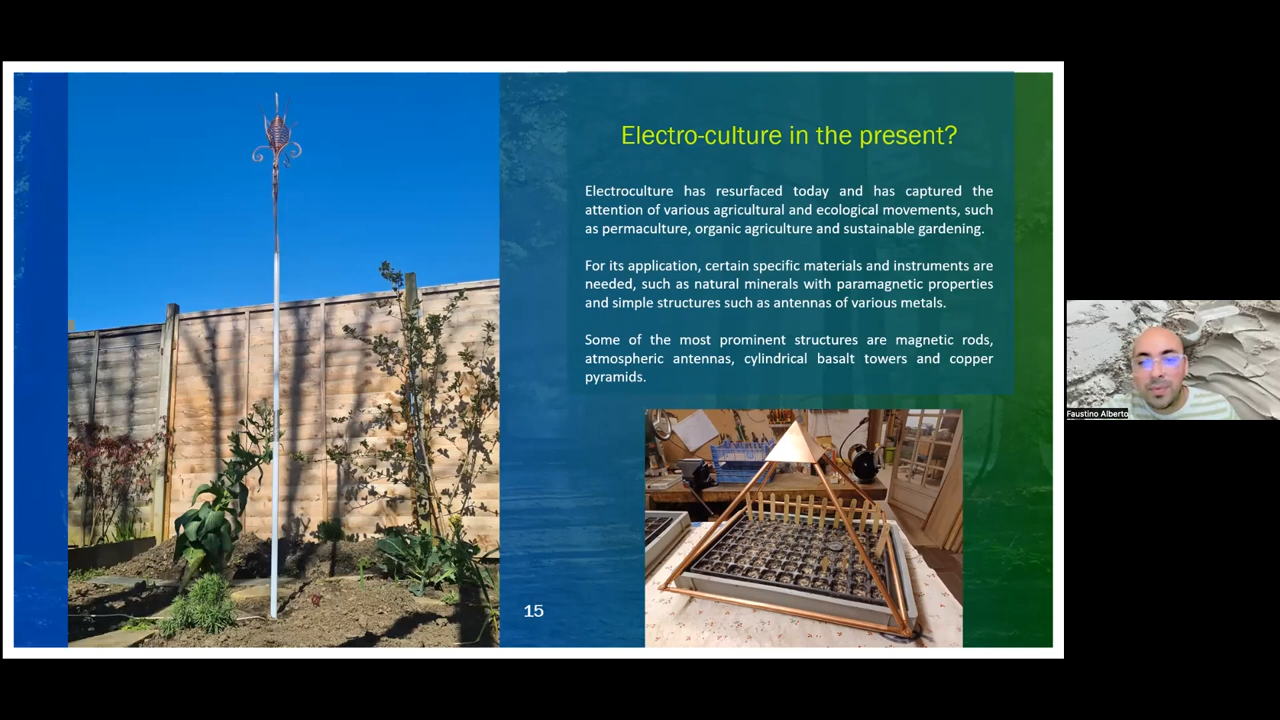 Electro-culture in the present?
Electroculture has resurfaced today and has captured the
attention of various agricultural and ecological movements, such
as permaculture, organic agriculture and sustainable gardening.
For its application, certain specific materials and instruments are
needed, such as natural minerals with paramagnetic properties
and simple structures such as antennas of various metals.
Some of the most prominent structures are magnetic rods,
atmospheric antennas, cylindrical basalt towers and copper
pyramids.
15
Faustino Alberto